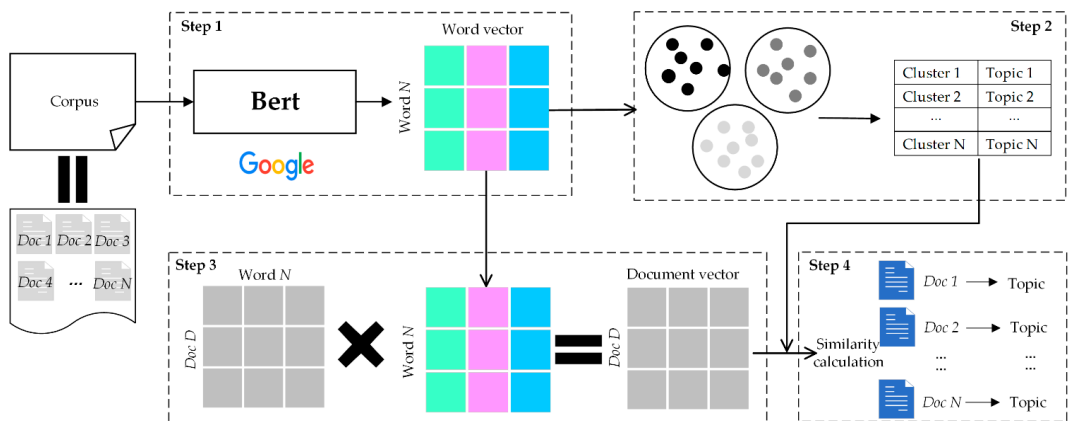 Corpus
Doc 1 Doc 2 Doc 3
Doc 4 ... Doc N
Step 1
Bert
Google
Word vector
Word N
Step 2
Cluster 1 Topic 1
Cluster 2 Topic 2
... ...
Cluster N Topic N
Step 3
Word N
Doc D
Word N
Document vector
Doc D
Step 4
Similarity
calculation
Doc 1 Topic
Doc 2 Topic
... ...
... ...
Doc N Topic